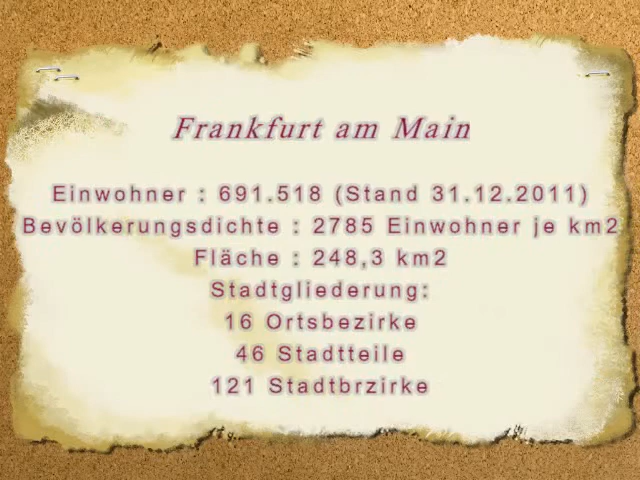 Frankfurt am Main
Einwohner : 691.518 (Stand 31.12.2011)
Bevölkerungsdichte : 2785 Einwohner je km2
Fläche : 248,3 km2
Stadtgliederung:
16 Ortsbezirke
46 Stadtteile
121 Stadtbrzirke